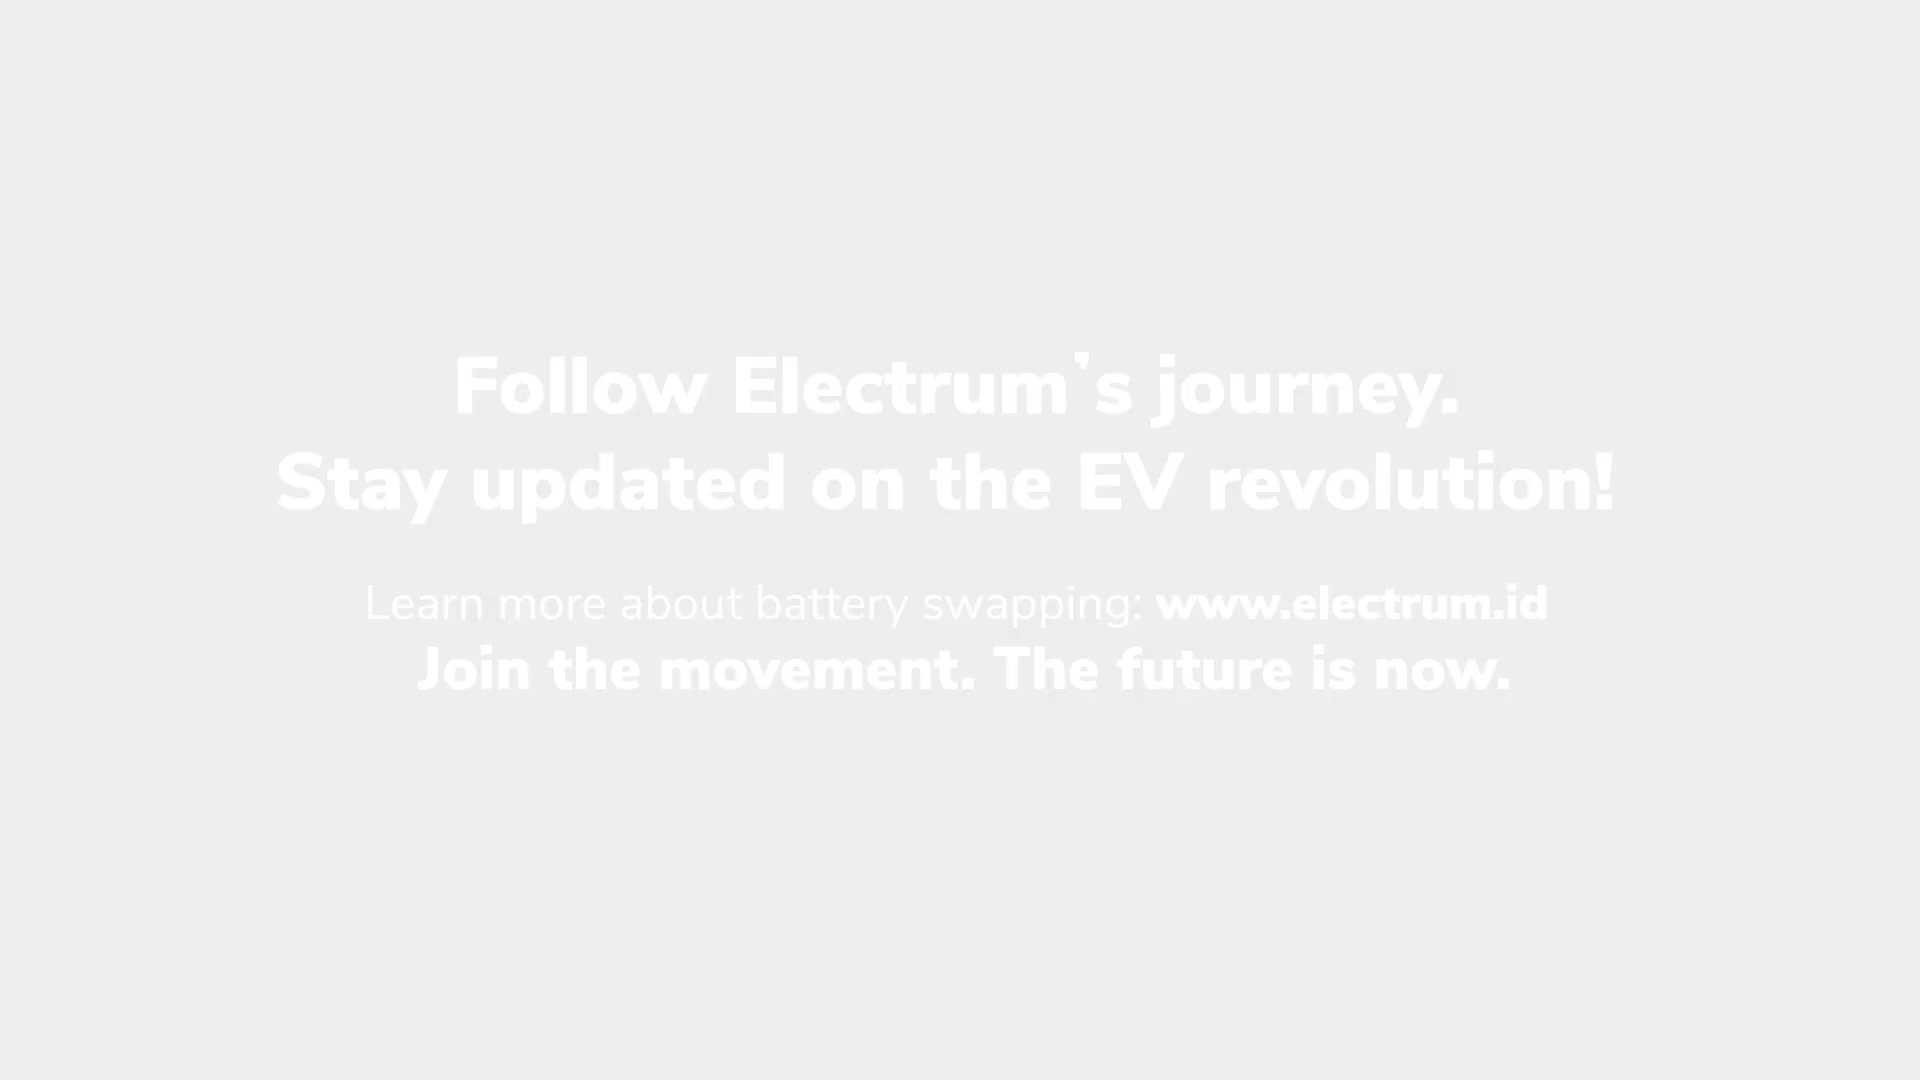 Follow Electrum's journey.
Stay updated on the EV revolution!
Learn more about battery swapping: www.electrum.id
Join the movement. The future is now.